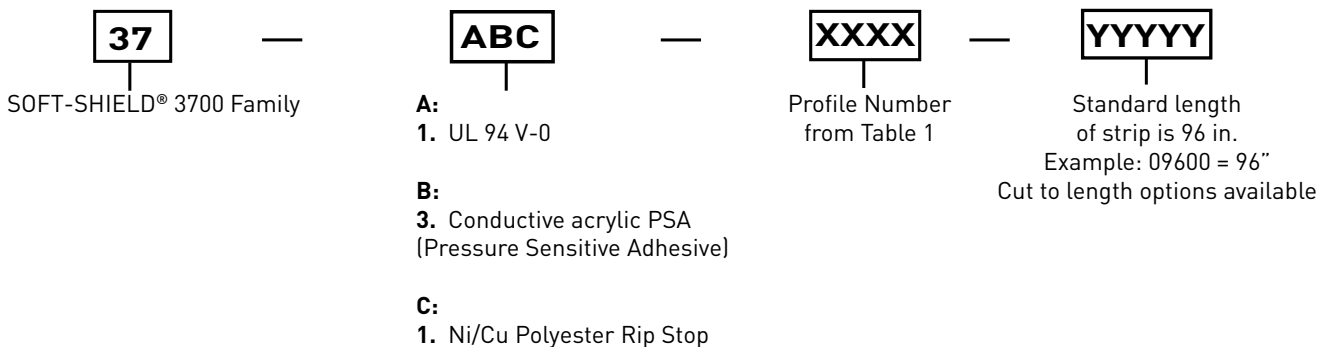 37 — ABC — XXXX — YYYYY
SOFT-SHIELD® 3700 Family
A:
1. UL 94 V-0
B:
3. Conductive acrylic PSA
(Pressure Sensitive Adhesive)
C:
1. Ni/Cu Polyester Rip Stop
Profile Number
from Table 1
Standard length
of strip is 96 in.
Example: 09600 = 96”
Cut to length options available